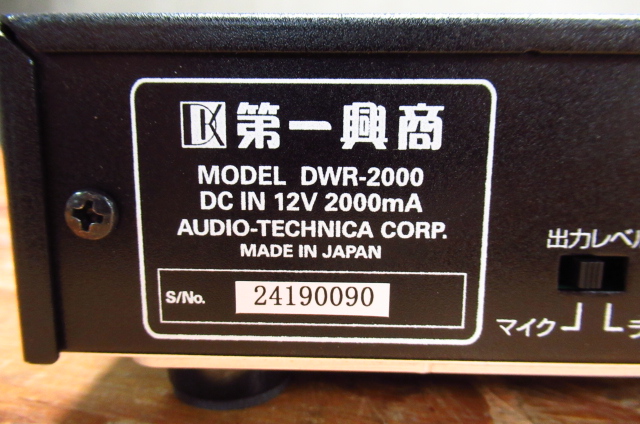 DK 第一興商
MODEL DWR-2000
DC IN 12V 2000mA
AUDIO-TECHNICA CORP.
MADE IN JAPAN
S/No. 24190090
出力レベル
マイク